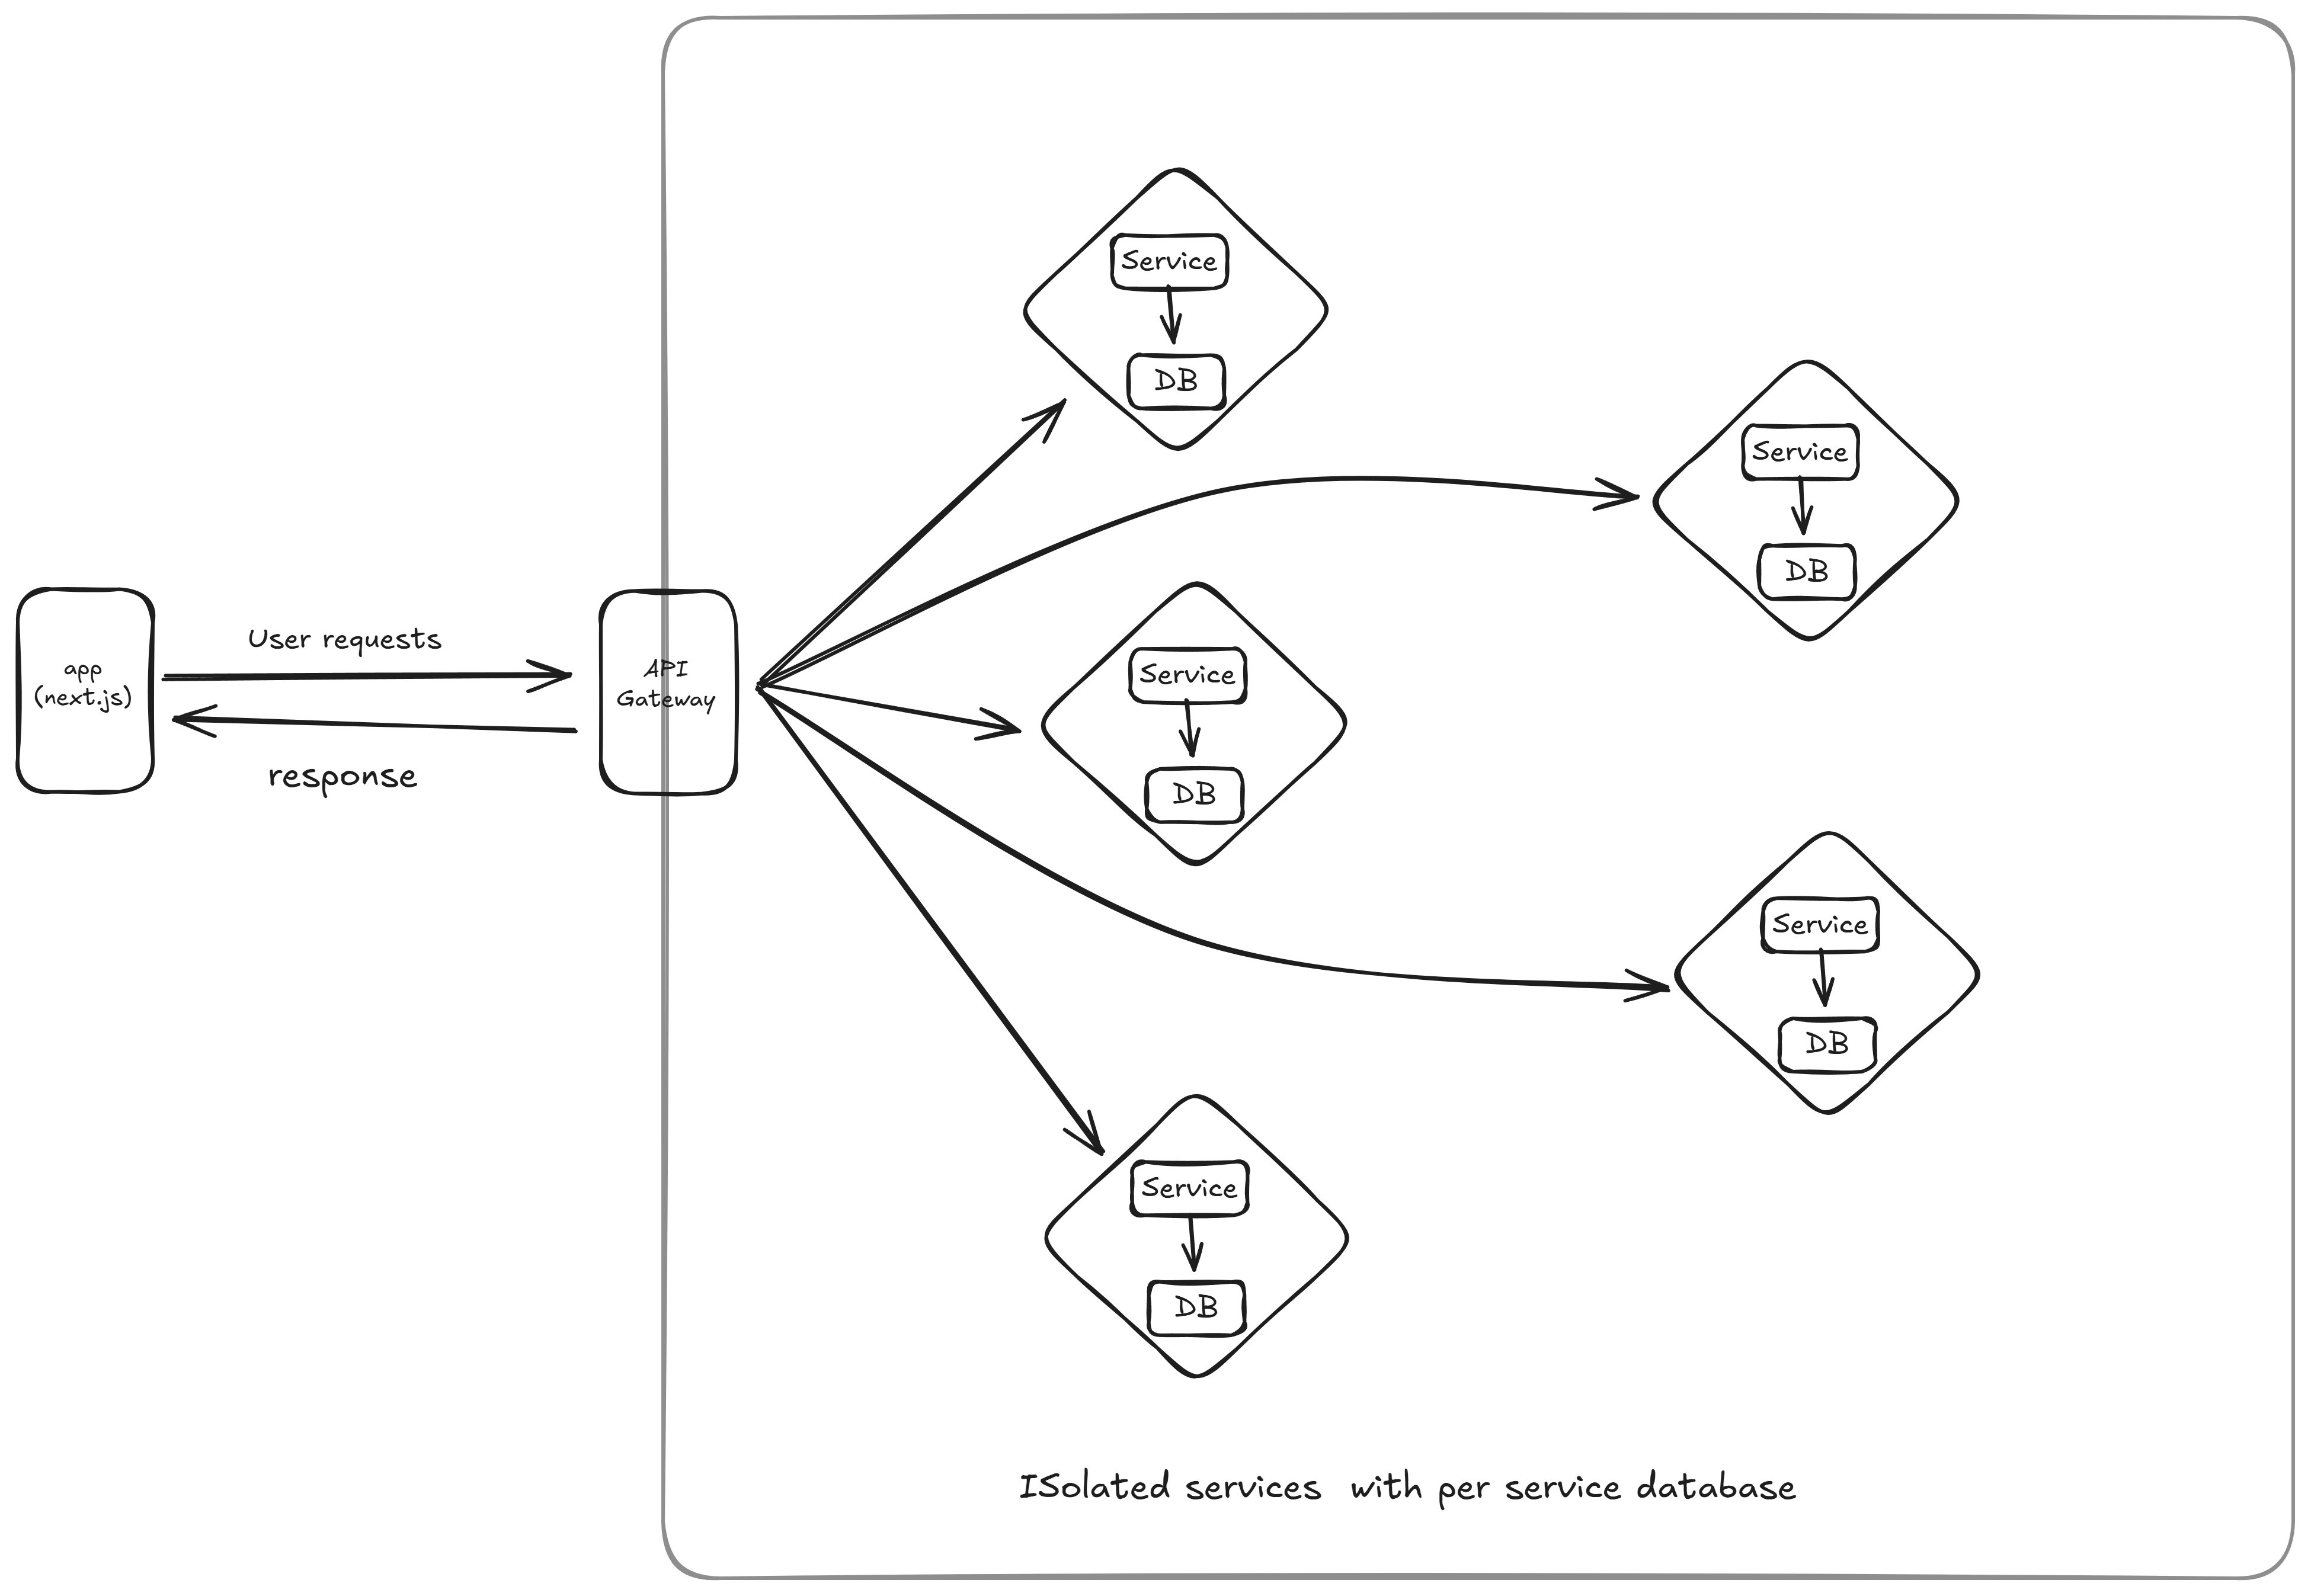 Service
DB
Service
DB
User requests
app
(next.js)
API
Gateway
response
Service
DB
Service
DB
Service
DB
ISolated services  with per service database